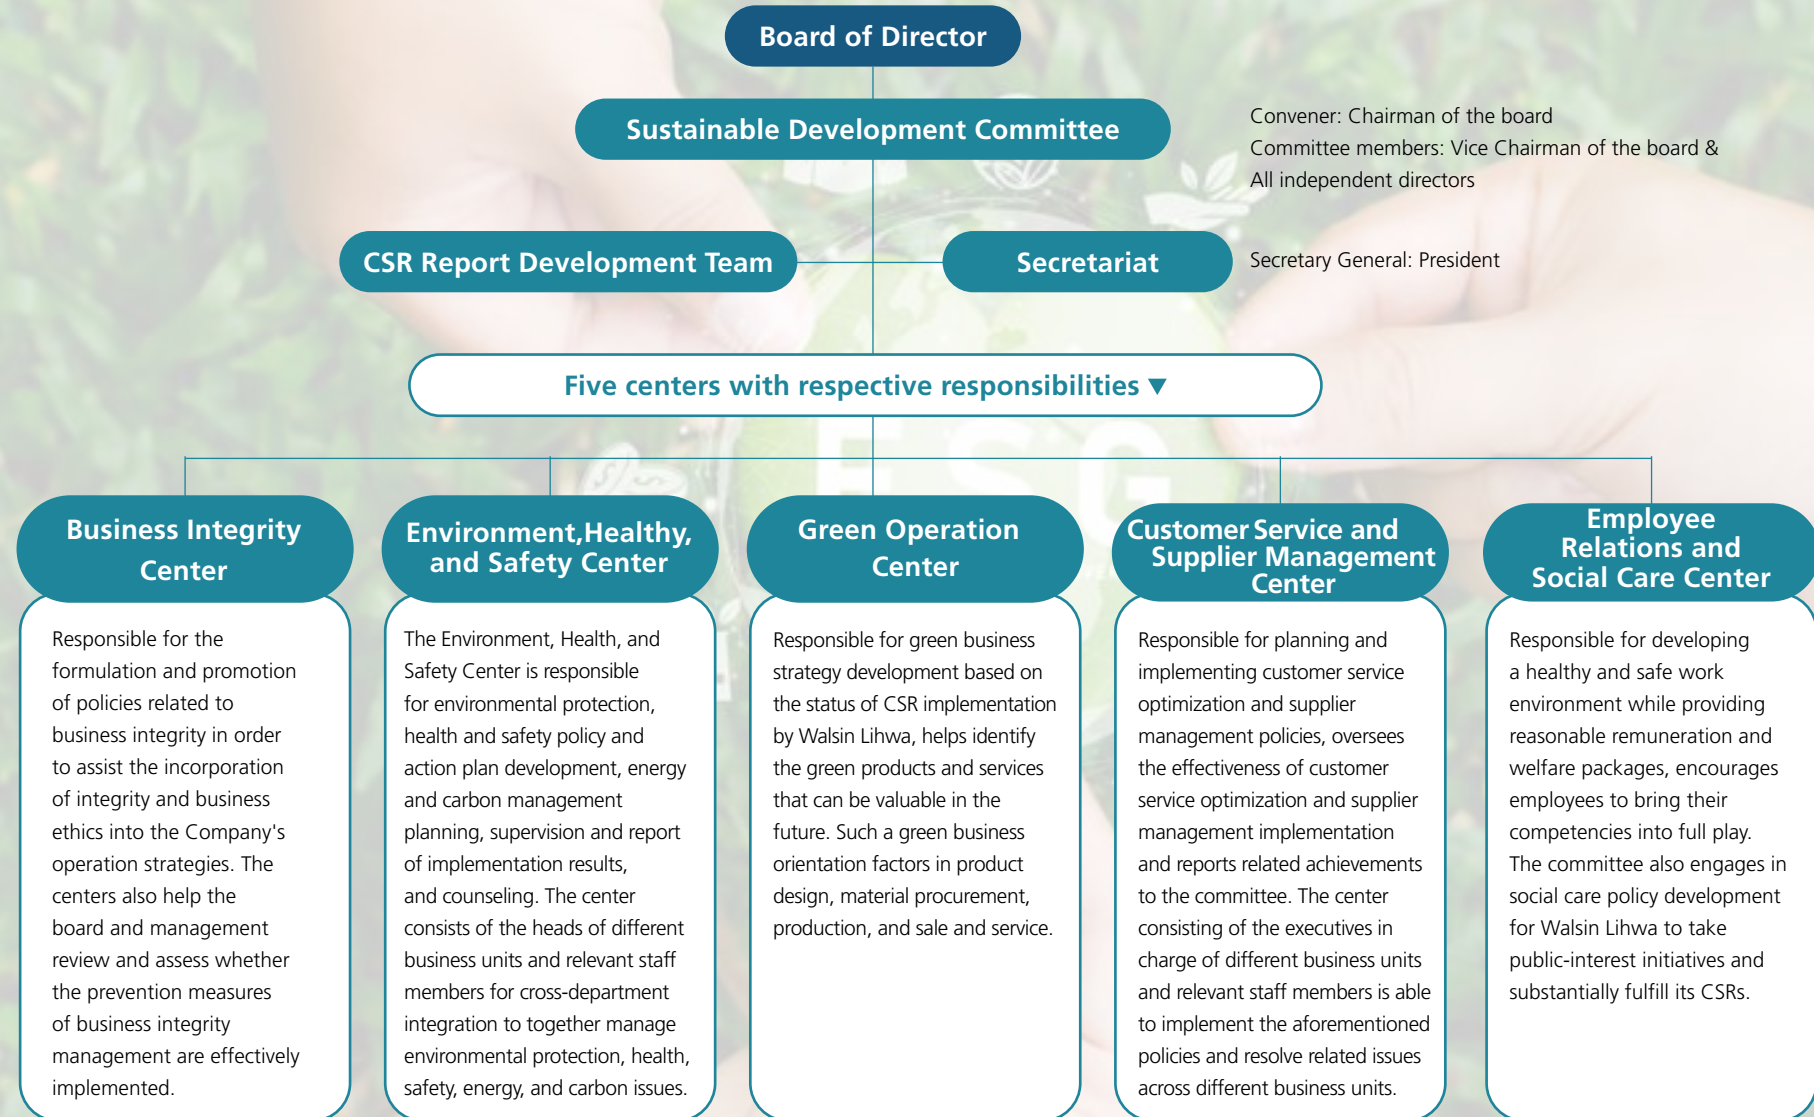 Board of Director
Sustainable Development Committee
Convener: Chairman of the board
Committee members: Vice Chairman of the board &
All independent directors
CSR Report Development Team
Secretariat
Secretary General: President
Five centers with respective responsibilities ▼
ESG
Business Integrity
Center
Responsible for the
formulation and promotion
of policies related to
business integrity in order
to assist the incorporation
of integrity and business
ethics into the Company's
operation strategies. The
centers also help the
board and management
review and assess whether
the prevention measures
of business integrity
management are effectively
implemented.
Environment,Healthy,
and Safety Center
The Environment, Health, and
Safety Center is responsible
for environmental protection,
health and safety policy and
action plan development, energy
and carbon management
planning, supervision and report
of implementation results,
and counseling. The center
consists of the heads of different
business units and relevant staff
members for cross-department
integration to together manage
environmental protection, health,
safety, energy, and carbon issues.
Green Operation
Center
Responsible for green business
strategy development based on
the status of CSR implementation
by Walsin Lihwa, helps identify
the green products and services
that can be valuable in the
future. Such a green business
orientation factors in product
design, material procurement,
production, and sale and service.
Customer Service and
Supplier Management
Center
Responsible for planning and
implementing customer service
optimization and supplier
management policies, oversees
the effectiveness of customer
service optimization and supplier
management implementation
and reports related achievements
to the committee. The center
consisting of the executives in
charge of different business units
and relevant staff members is able
to implement the aforementioned
policies and resolve related issues
across different business units.
Employee
Relations and
Social Care Center
Responsible for developing
a healthy and safe work
environment while providing
reasonable remuneration and
welfare packages, encourages
employees to bring their
competencies into full play.
The committee also engages in
social care policy development
for Walsin Lihwa to take
public-interest initiatives and
substantially fulfill its CSRs.